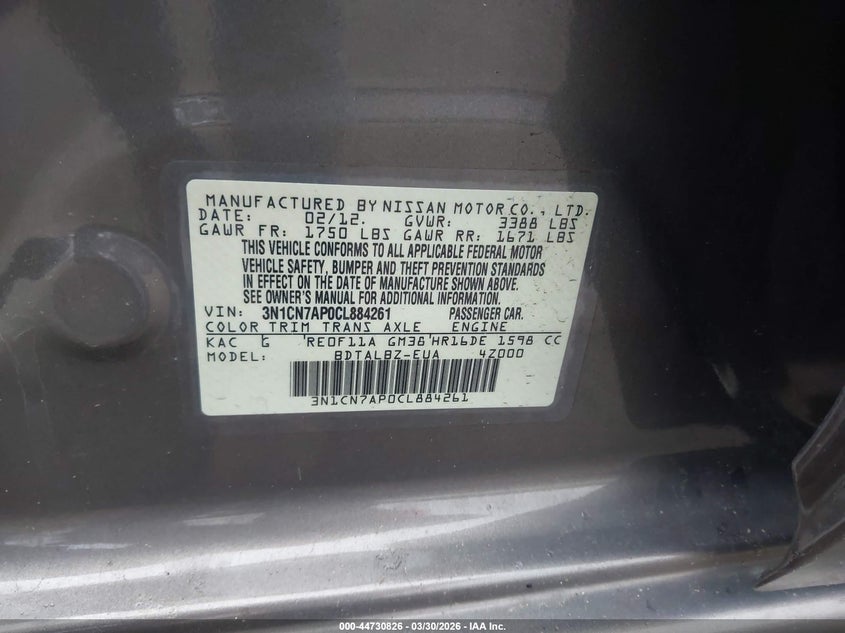 MANUFACTURED BY NISSAN MOTOR CO., LTD.
DATE: 02/12. GVWR: 3388 LBS
GAWR FR: 1750 LBS GAWR RR: 1671 LBS
THIS VEHICLE CONFORMS TO ALL APPLICABLE FEDERAL MOTOR
VEHICLE SAFETY, BUMPER AND THEFT PREVENTION STANDARDS
IN EFFECT ON THE DATE OF MANUFACTURE SHOWN ABOVE.
SEE OWNER'S MANUAL FOR ADDITIONAL INFORMATION.
VIN: 3N1CN7AP0CL884261 PASSENGER CAR.
COLOR TRIM TRANS AXLE ENGINE
KAC G 'RE0F11A GM38'HR16DE 1598 CC
MODEL: BDTALBZ-EUA 4Z000
3N1CN7AP0CL884261
000-44730826 - 03/30/2026 - IAA Inc.